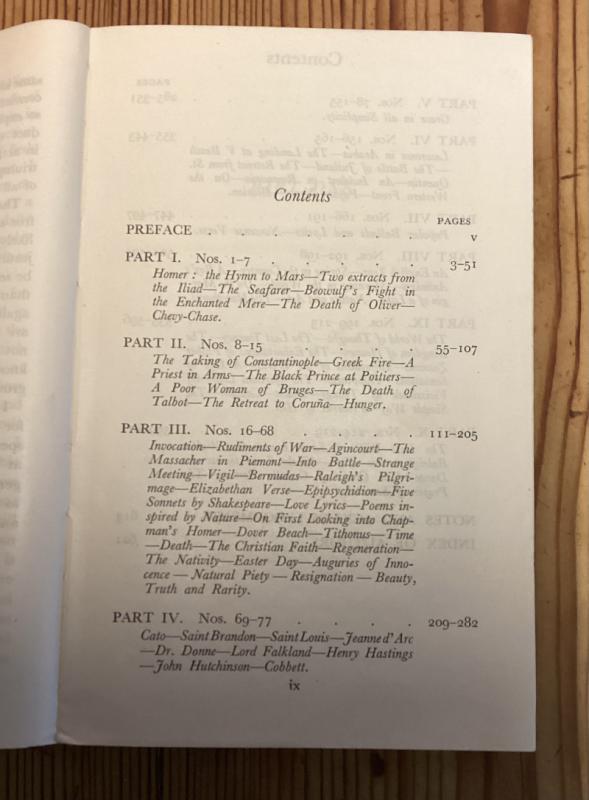 Contents
PAGES
PREFACE . . . . . . . v
PART I. Nos. 1-7 . . . . . 3-51
Homer : the Hymn to Mars—Two extracts from
the Iliad—The Seafarer—Beowulf's Fight in
the Enchanted Mere—The Death of Oliver—
Chevy-Chase.
PART II. Nos. 8-15 . . . . 55-107
The Taking of Constantinople—Greek Fire—A
Priest in Arms—The Black Prince at Poitiers—
A Poor Woman of Bruges—The Death of
Talbot—The Retreat to Coruña—Hunger.
PART III. Nos. 16-68 . . . . 111-205
Invocation—Rudiments of War—Agincourt—The
Massacher in Piemont—Into Battle—Strange
Meeting—Vigil—Bermudas—Raleigh's Pilgri-
mage—Elizabethan Verse—Epipsychidion—Five
Sonnets by Shakespeare—Love Lyrics—Poems in-
spired by Nature—On First Looking into Chap-
man's Homer—Dover Beach—Tithonus—Time
—Death—The Christian Faith—Regeneration—
The Nativity—Easter Day—Auguries of Inno-
cence — Natural Piety — Resignation — Beauty,
Truth and Rarity.
PART IV. Nos. 69-77 . . . . 209-282
Cato—Saint Brandon—Saint Louis—Jeanne d'Arc
—Dr. Donne—Lord Falkland—Henry Hastings
—John Hutchinson—Cobbett.
ix